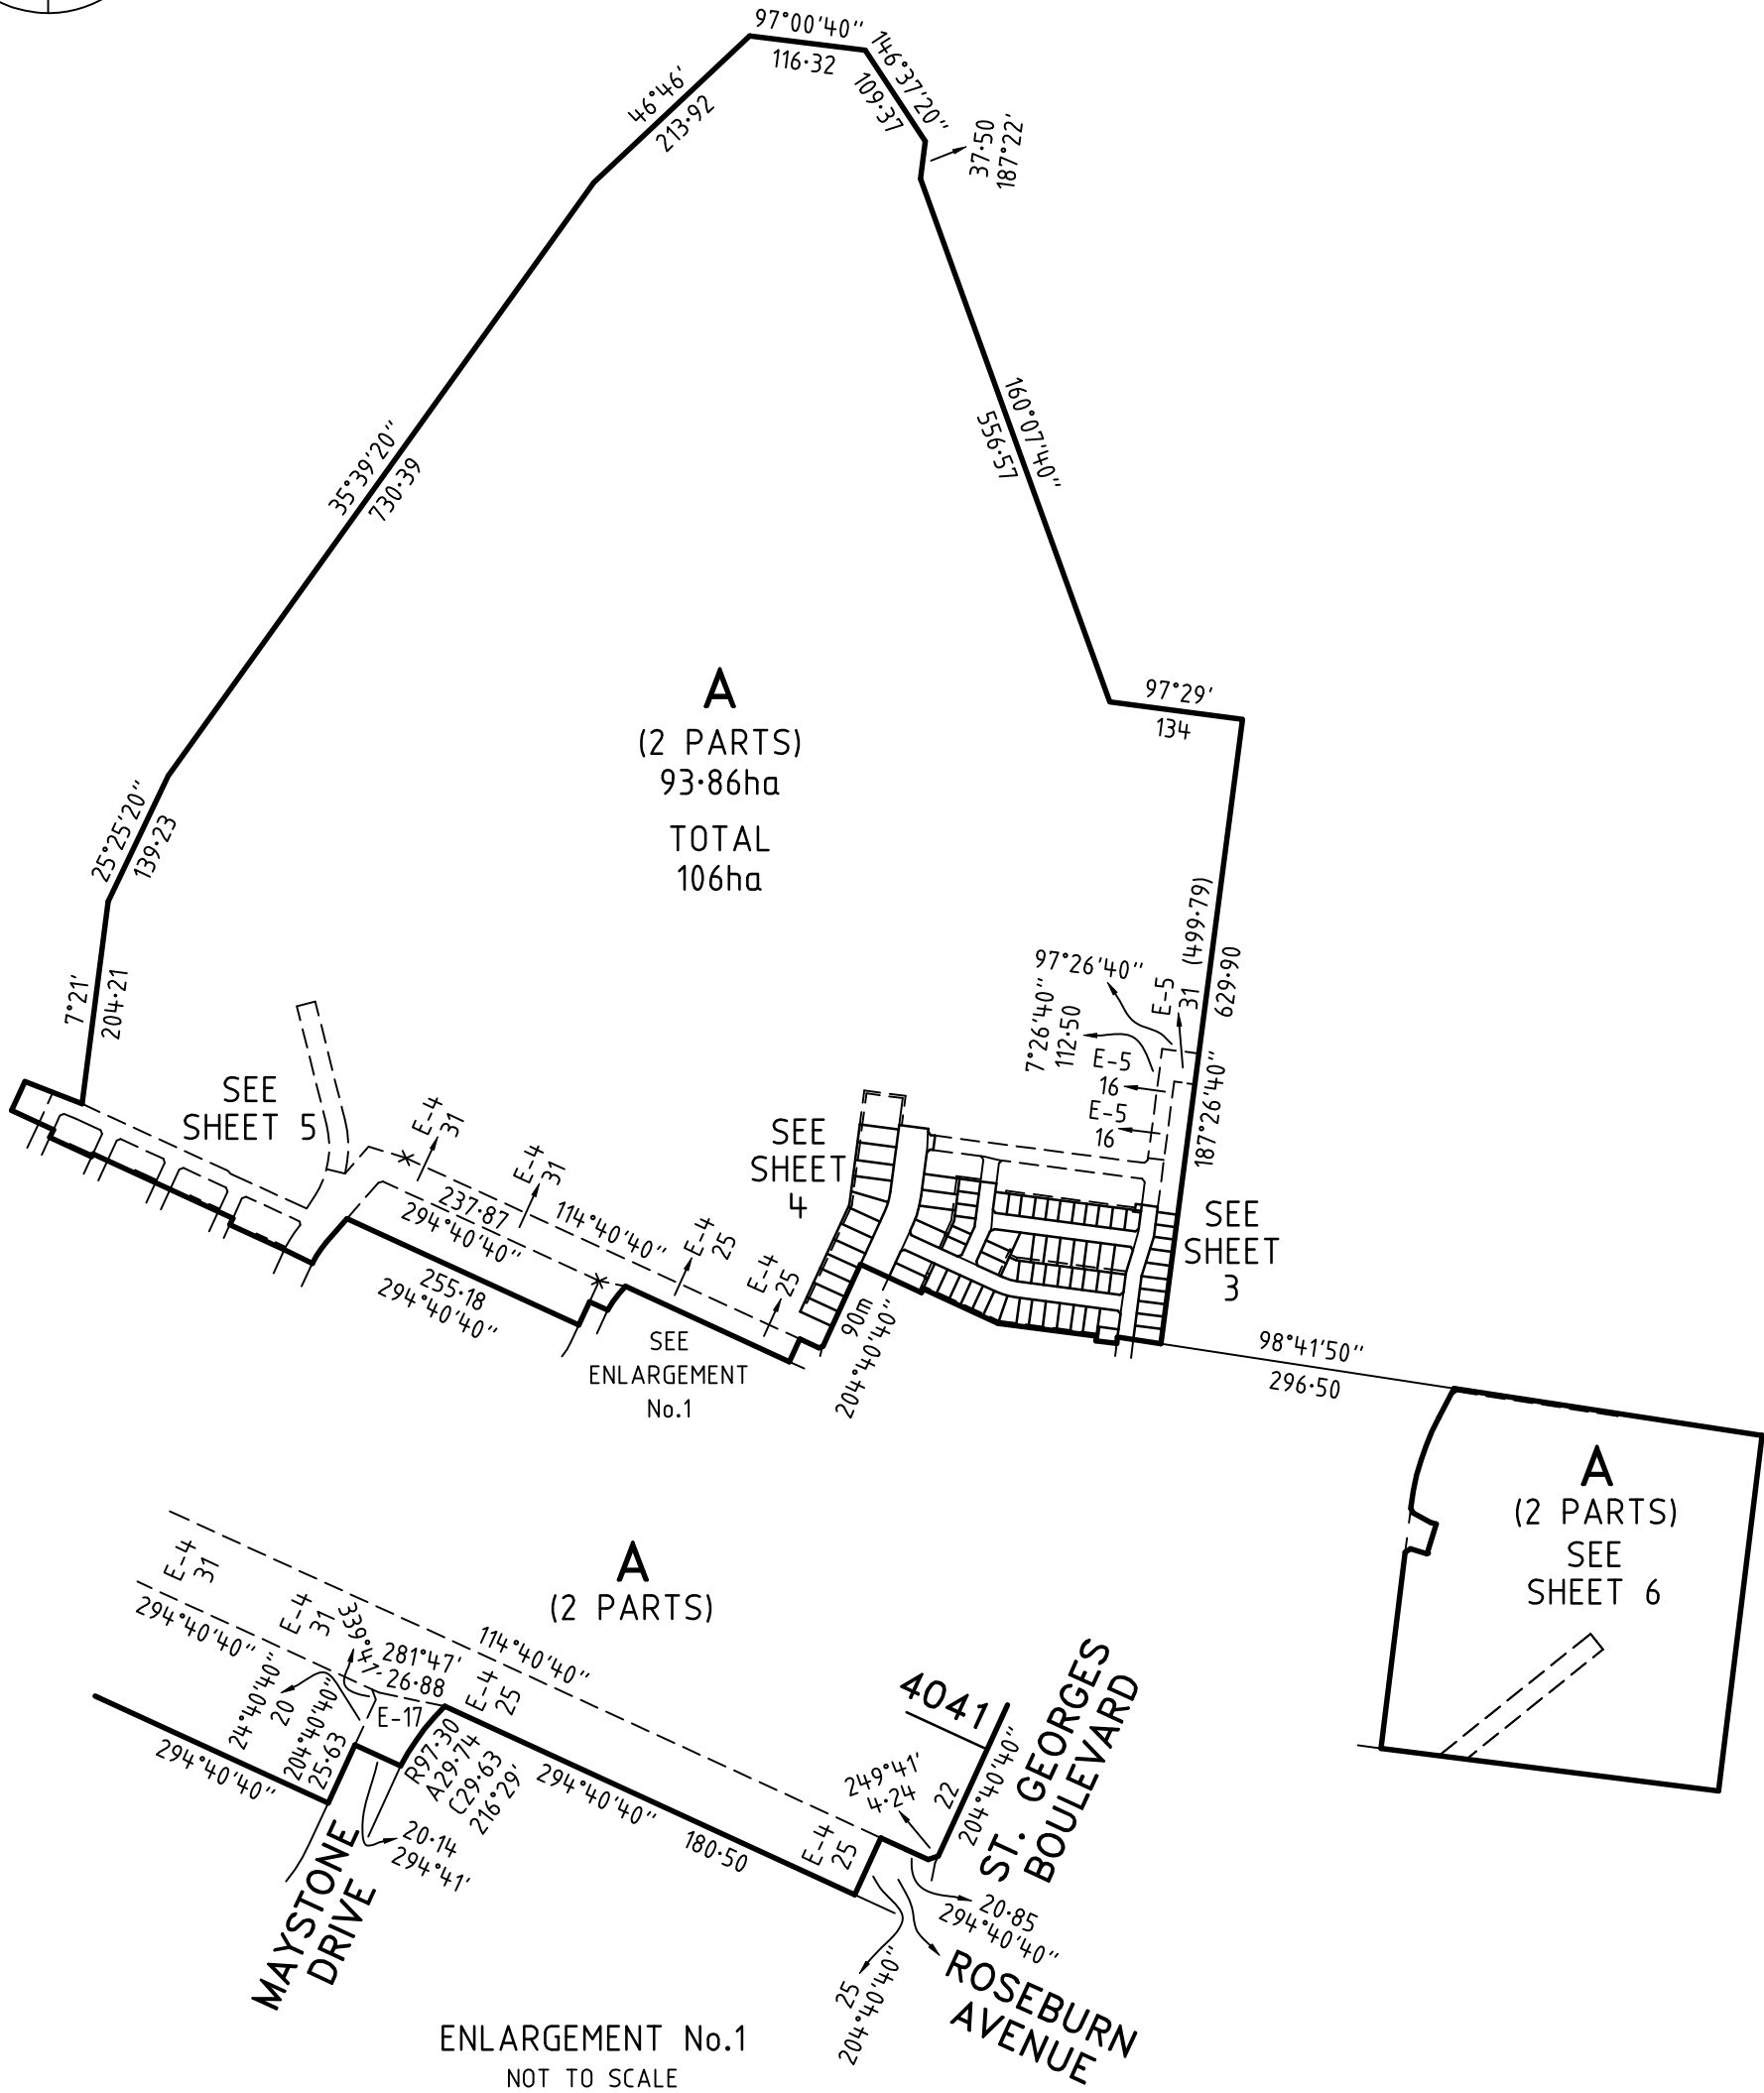 97°00'40"
116·32
146°37'20"
109·37
37·50
187°22'
46°46'
213·92
160°07'40"
556·57
35°39'20"
730·39
A
(2 PARTS)
93·86ha
TOTAL
106ha
97°29'
134
25°25'20"
139·23
(499·79)
629·90
7°21'
204·21
97°26'40"
E-5
31
7°26'40"
112·50
E-5
16
E-5
16
187°26'40"
SEE
SHEET 5
E-4
31
E-4
31
237·87
294°40'40"
114°40'40"
E-4
25
E-4
25
255·18
294°40'40"
SEE
SHEET
4
SEE
SHEET
3
SEE
ENLARGEMENT
No.1
90m
204°40'40"
98°41'50"
296·50
A
(2 PARTS)
SEE
SHEET 6
A
(2 PARTS)
E-4
31
294°40'40"
E-4
31
339°47'
281°47'
26·88
E-4
25
114°40'40"
24°40'40"
20
204°40'40"
25·63
E-17
R97·30
A29·74
C29·63
216°29'
294°40'40"
294°40'40"
180·50
20·14
294°41'
MAYSTONE
DRIVE
4041
ST. GEORGES
BOULEVARD
249°41'
4·24
22
204°40'40"
E-4
25
20·85
294°40'40"
25
204°40'40"
ROSEBURN
AVENUE
ENLARGEMENT No.1
NOT TO SCALE